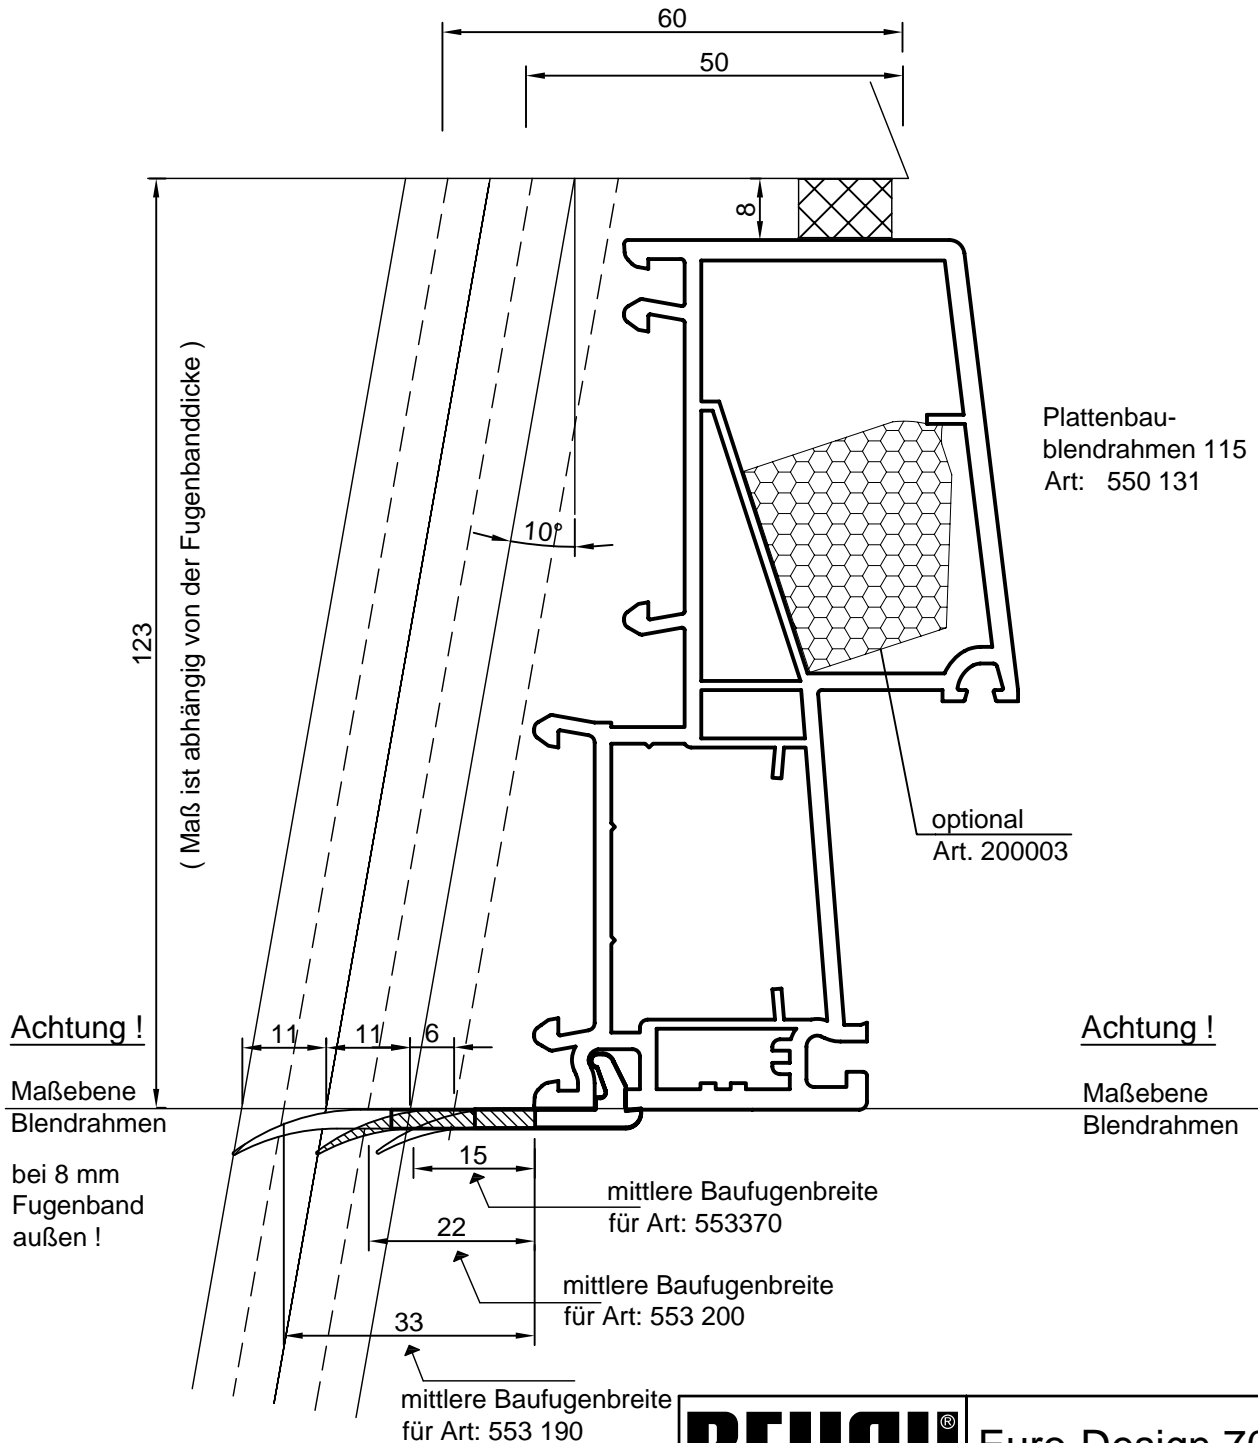 60
50
8
Plattenbau-
blendrahmen 115
Art: 550 131
10°
123
( Maß ist abhängig von der Fugenbanddicke )
optional
Art. 200003
Achtung !
11
11
6
Achtung !
Maßebene
Blendrahmen
Maßebene
Blendrahmen
bei 8 mm
Fugenband
außen !
15
mittlere Baufugenbreite
für Art: 553370
22
mittlere Baufugenbreite
für Art: 553 200
33
mittlere Baufugenbreite
für Art: 553 190
®